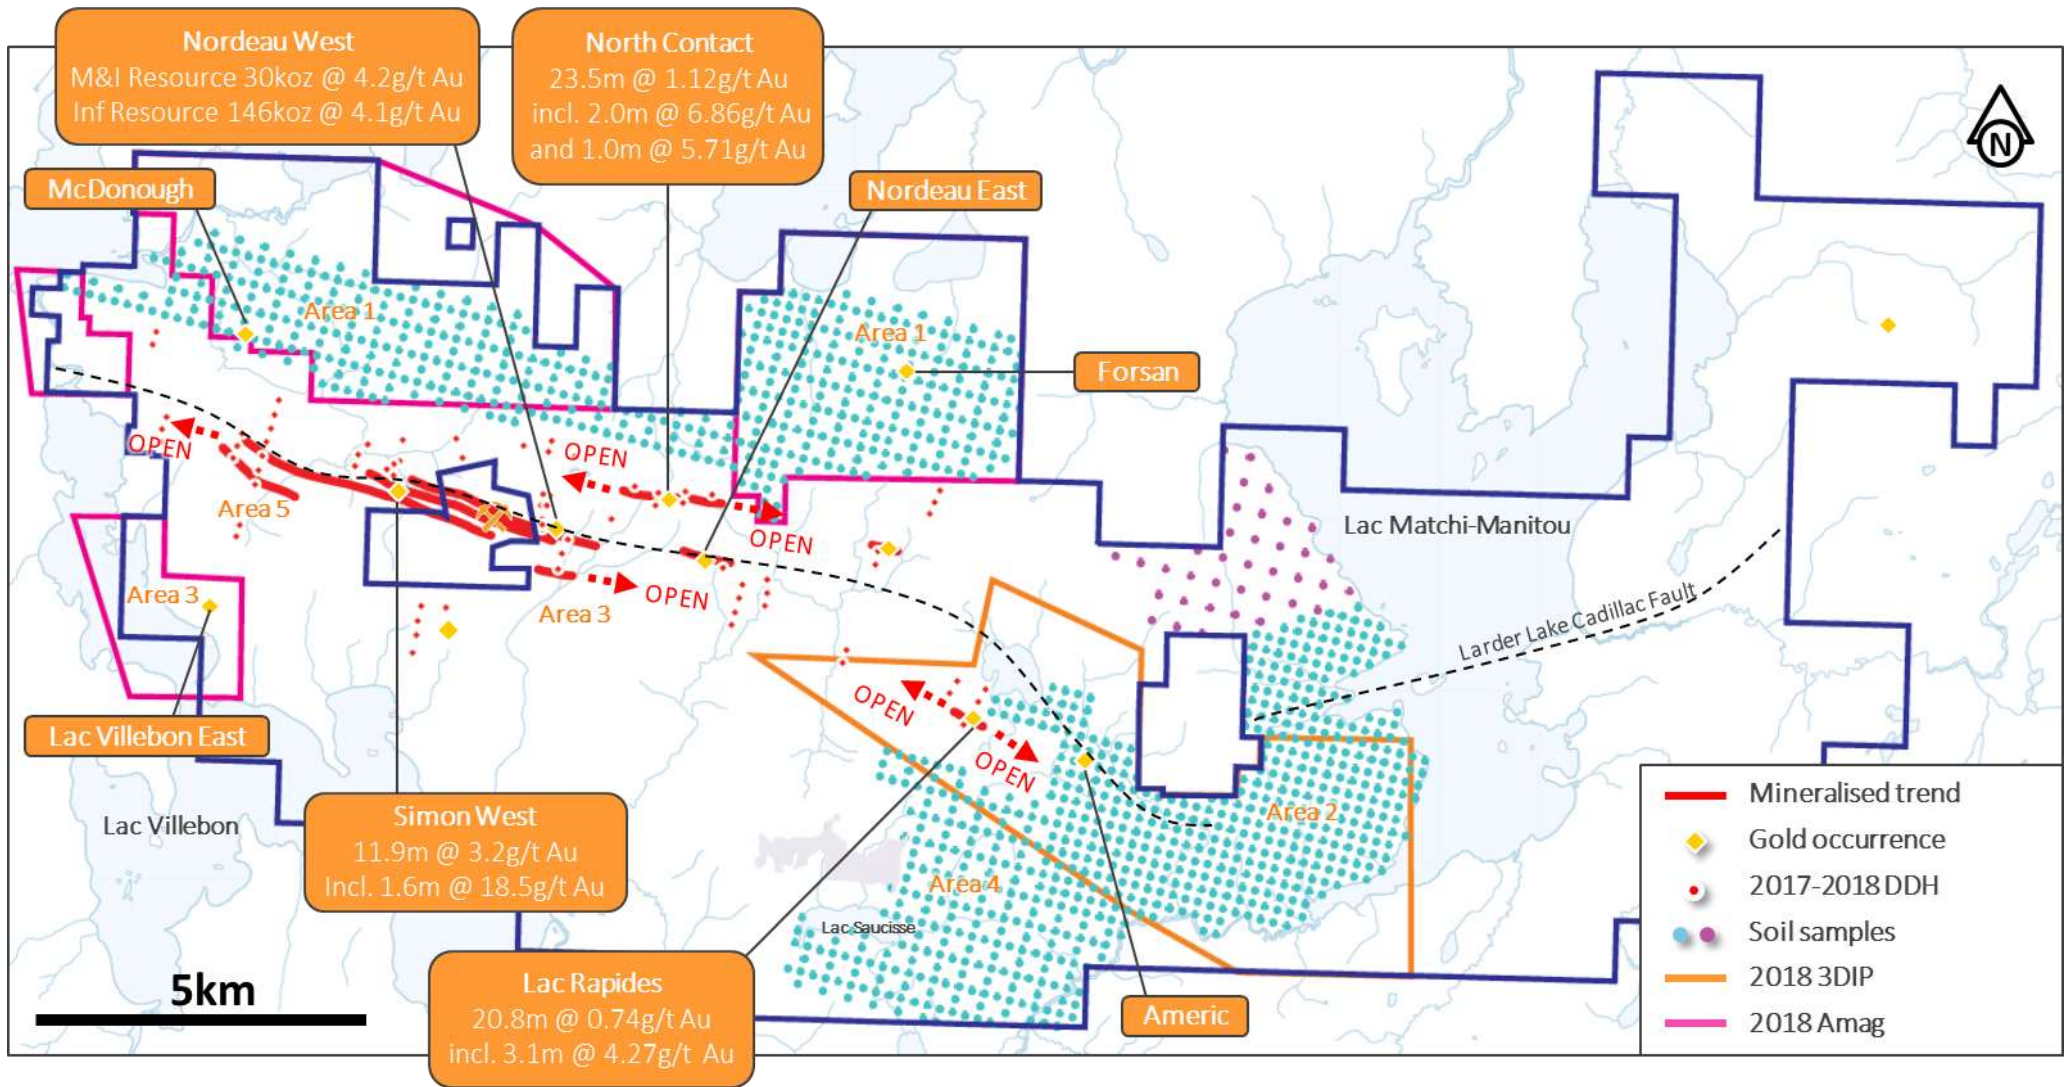 Nordeau West
M&I Resource 30koz @ 4.2g/t Au
Inf Resource 146koz @ 4.1g/t Au
North Contact
23.5m @ 1.12g/t Au
incl. 2.0m @ 6.86g/t Au
and 1.0m @ 5.71g/t Au
N
McDonough
Nordeau East
Area 1
Area 1
Forsan
OPEN
OPEN
Area 5
OPEN
Lac Matchi-Manitou
OPEN
Area 3
Area 3
Larder Lake Cadillac Fault
OPEN
OPEN
Lac Villebon East
Lac Villebon
Simon West
11.9m @ 3.2g/t Au
Incl. 1.6m @ 18.5g/t Au
Area 2
Area 4
Lac Saucisse
5km
Lac Rapides
20.8m @ 0.74g/t Au
incl. 3.1m @ 4.27g/t Au
Americ
Mineralised trend
Gold occurrence
2017-2018 DDH
Soil samples
2018 3DIP
2018 Amag